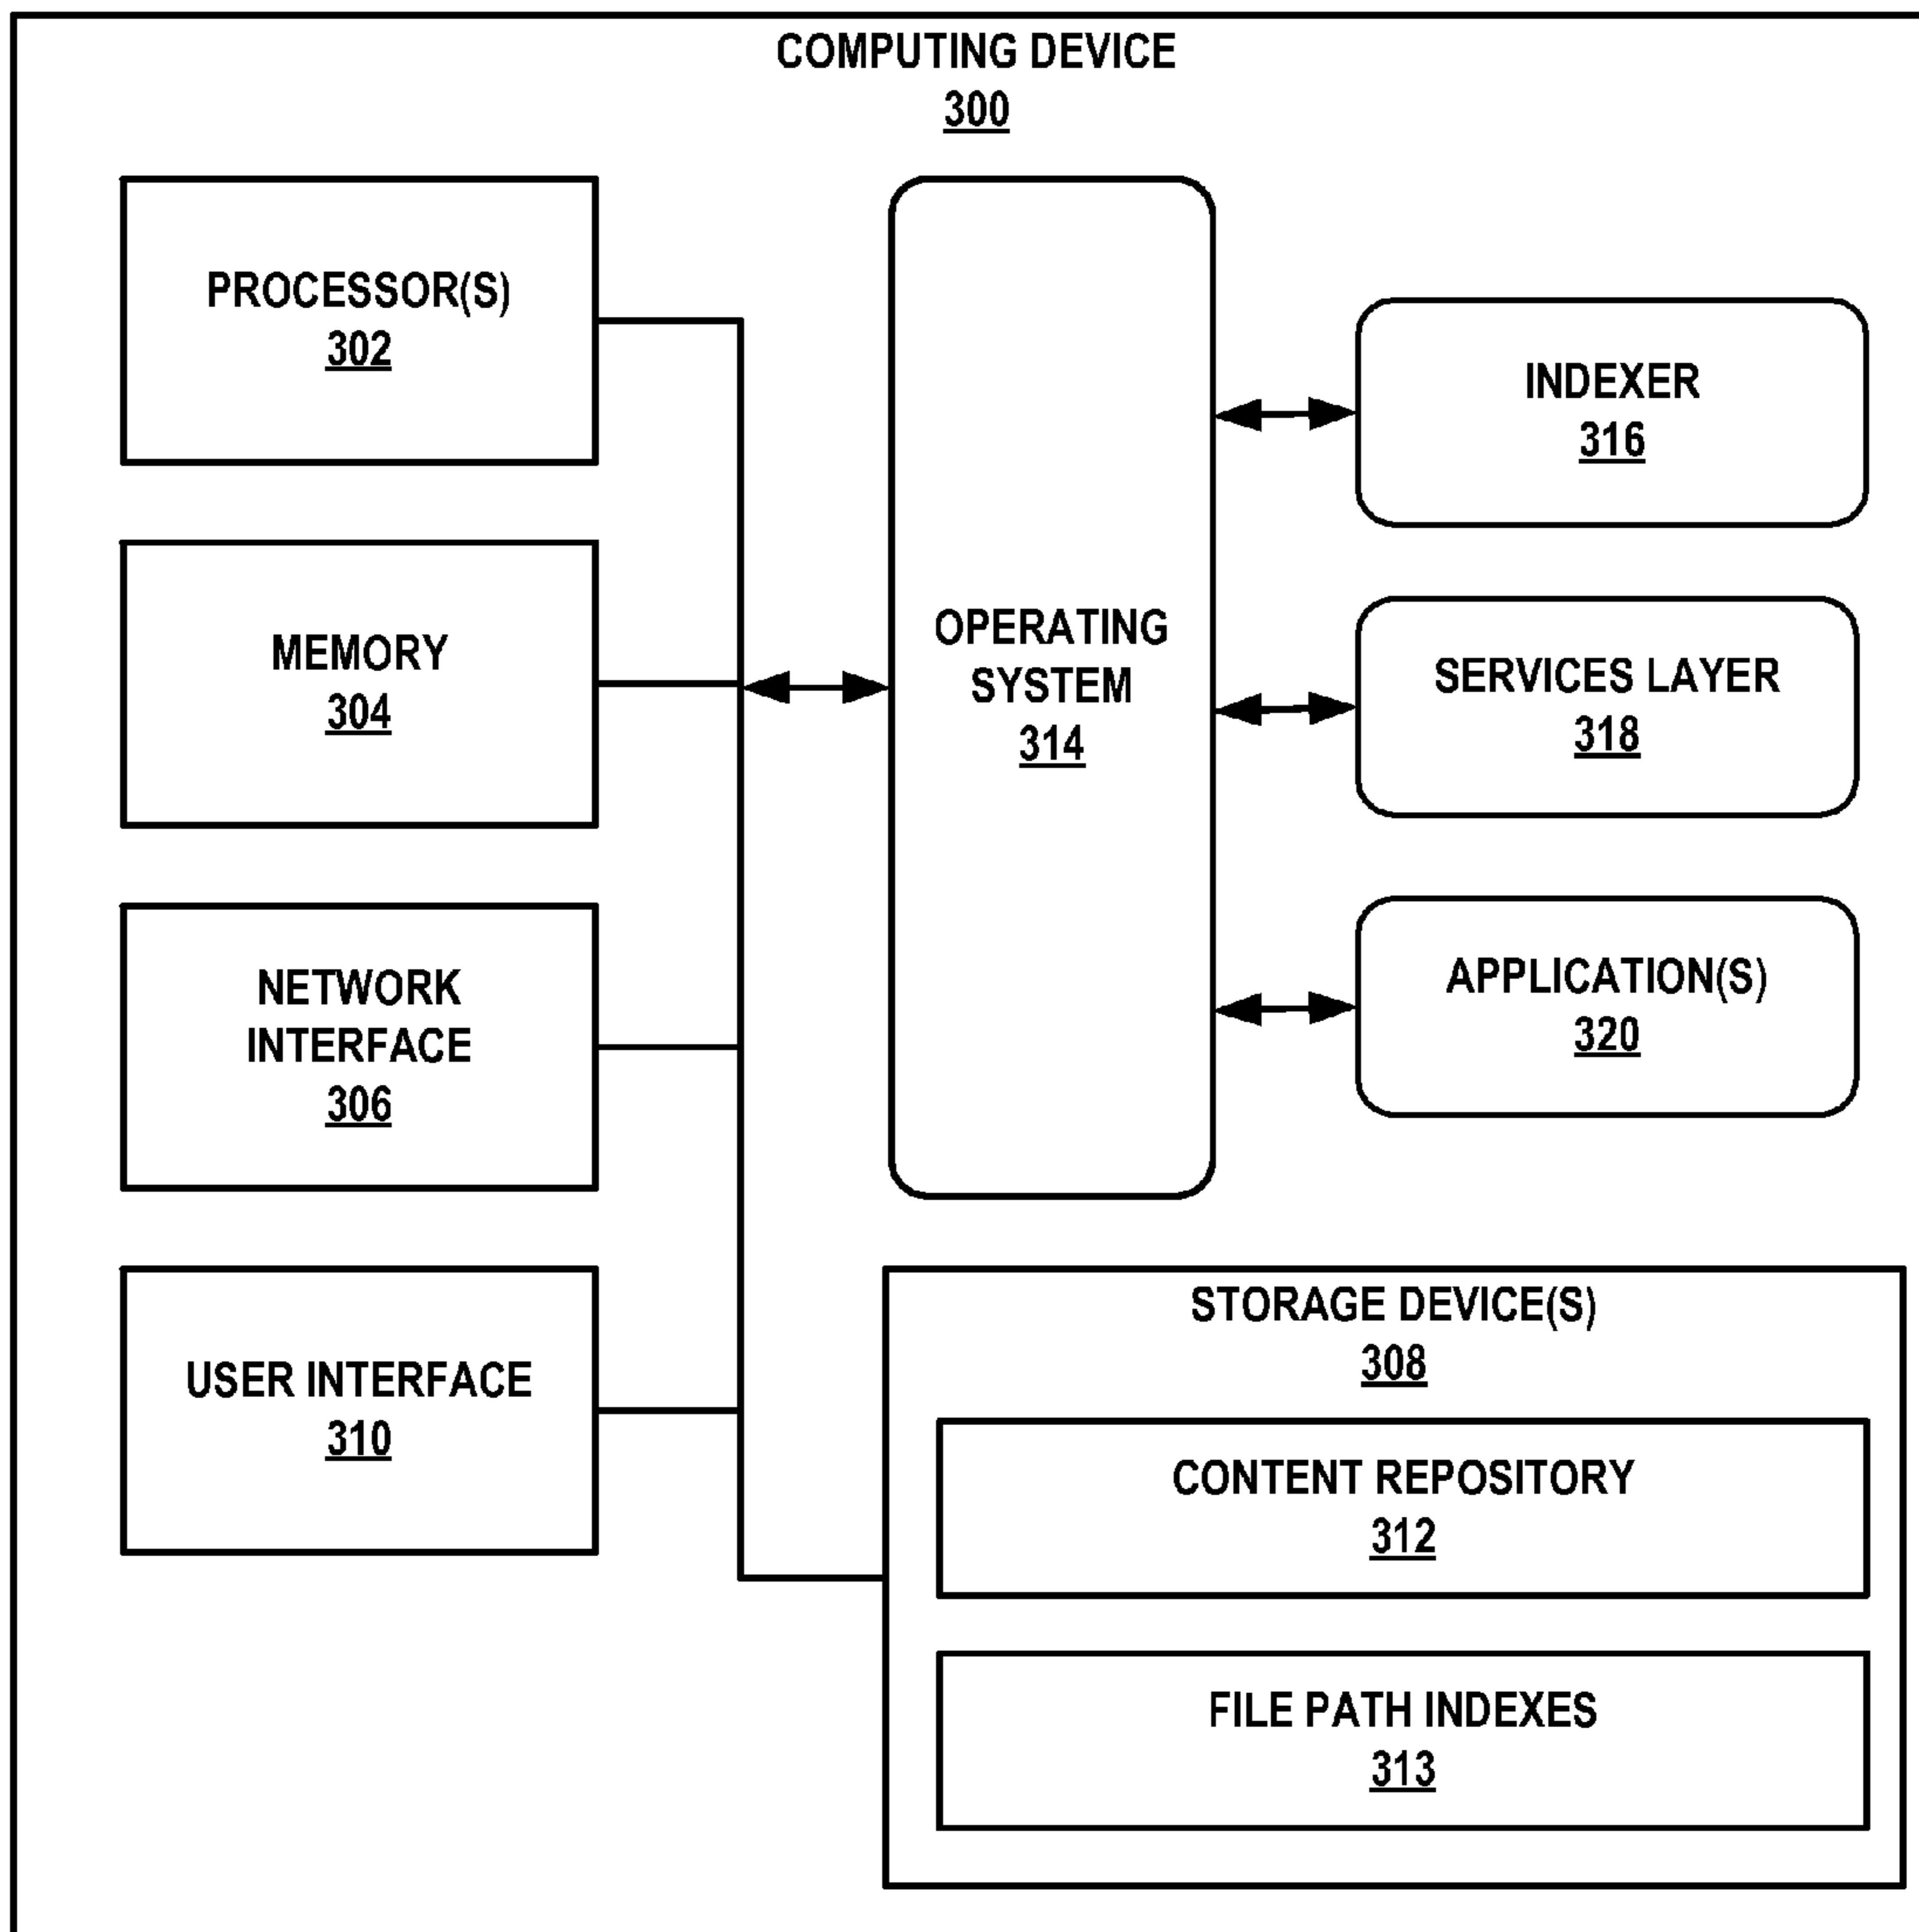 COMPUTING DEVICE
300
PROCESSOR(S)
302
MEMORY
304
NETWORK
INTERFACE
306
USER INTERFACE
310
OPERATING
SYSTEM
314
INDEXER
316
SERVICES LAYER
318
APPLICATION(S)
320
STORAGE DEVICE(S)
308
CONTENT REPOSITORY
312
FILE PATH INDEXES
313